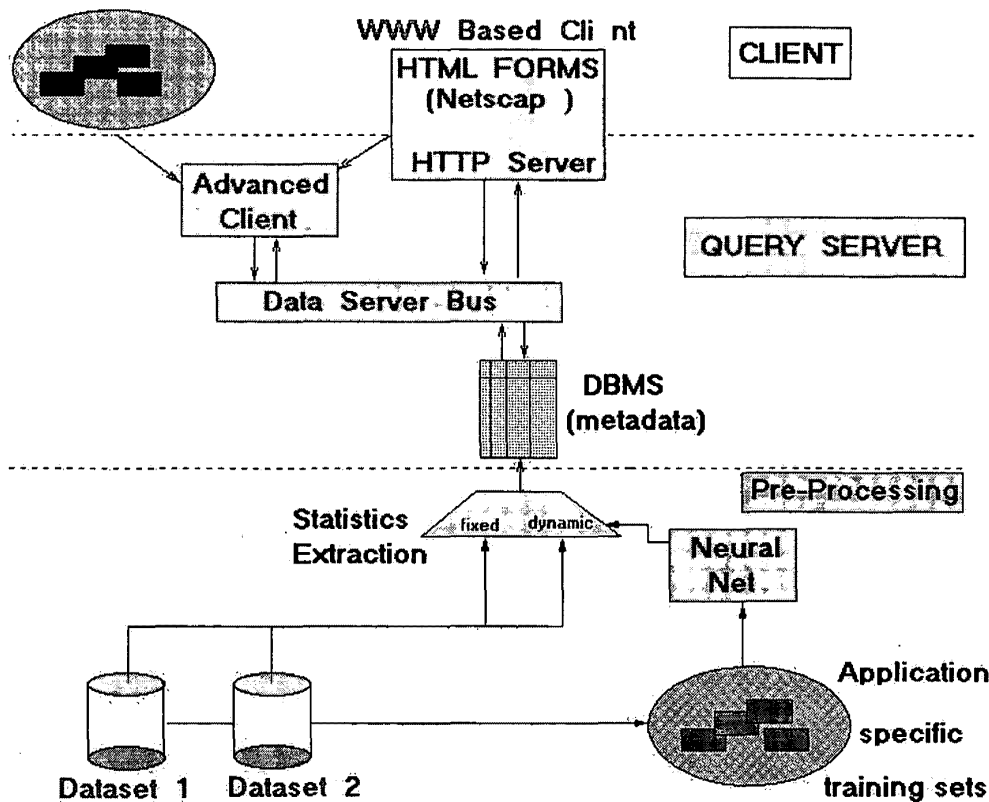 WWW Based Cli nt
HTML FORMS
(Netscap )
HTTP Server
CLIENT
Advanced
Client
QUERY SERVER
Data Server Bus
DBMS
(metadata)
Pre-Processing
Statistics
Extraction
fixed dynamic
Neural
Net
Application
specific
training sets
Dataset 1 Dataset 2